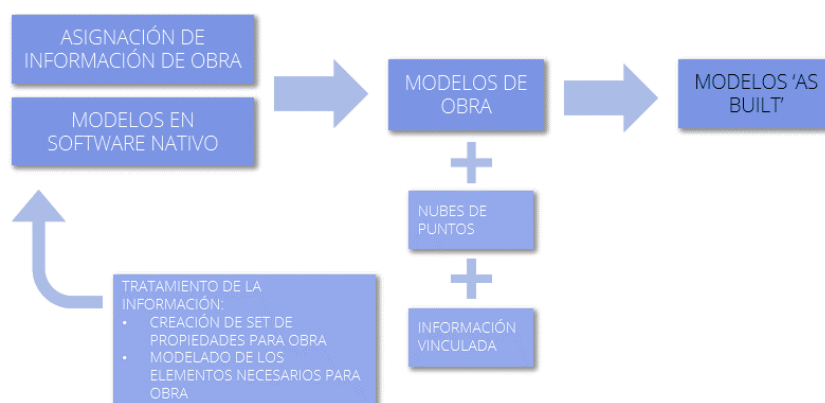 ASIGNACIÓN DE
INFORMACIÓN DE OBRA
MODELOS EN
SOFTWARE NATIVO
MODELOS DE
OBRA
MODELOS ‘AS
BUILT’
NUBES DE
PUNTOS
INFORMACIÓN
VINCULADA
TRATAMIENTO DE LA
INFORMACIÓN:
• CREACIÓN DE SET DE
PROPIEDADES PARA OBRA
• MODELADO DE LOS
ELEMENTOS NECESARIOS PARA
OBRA